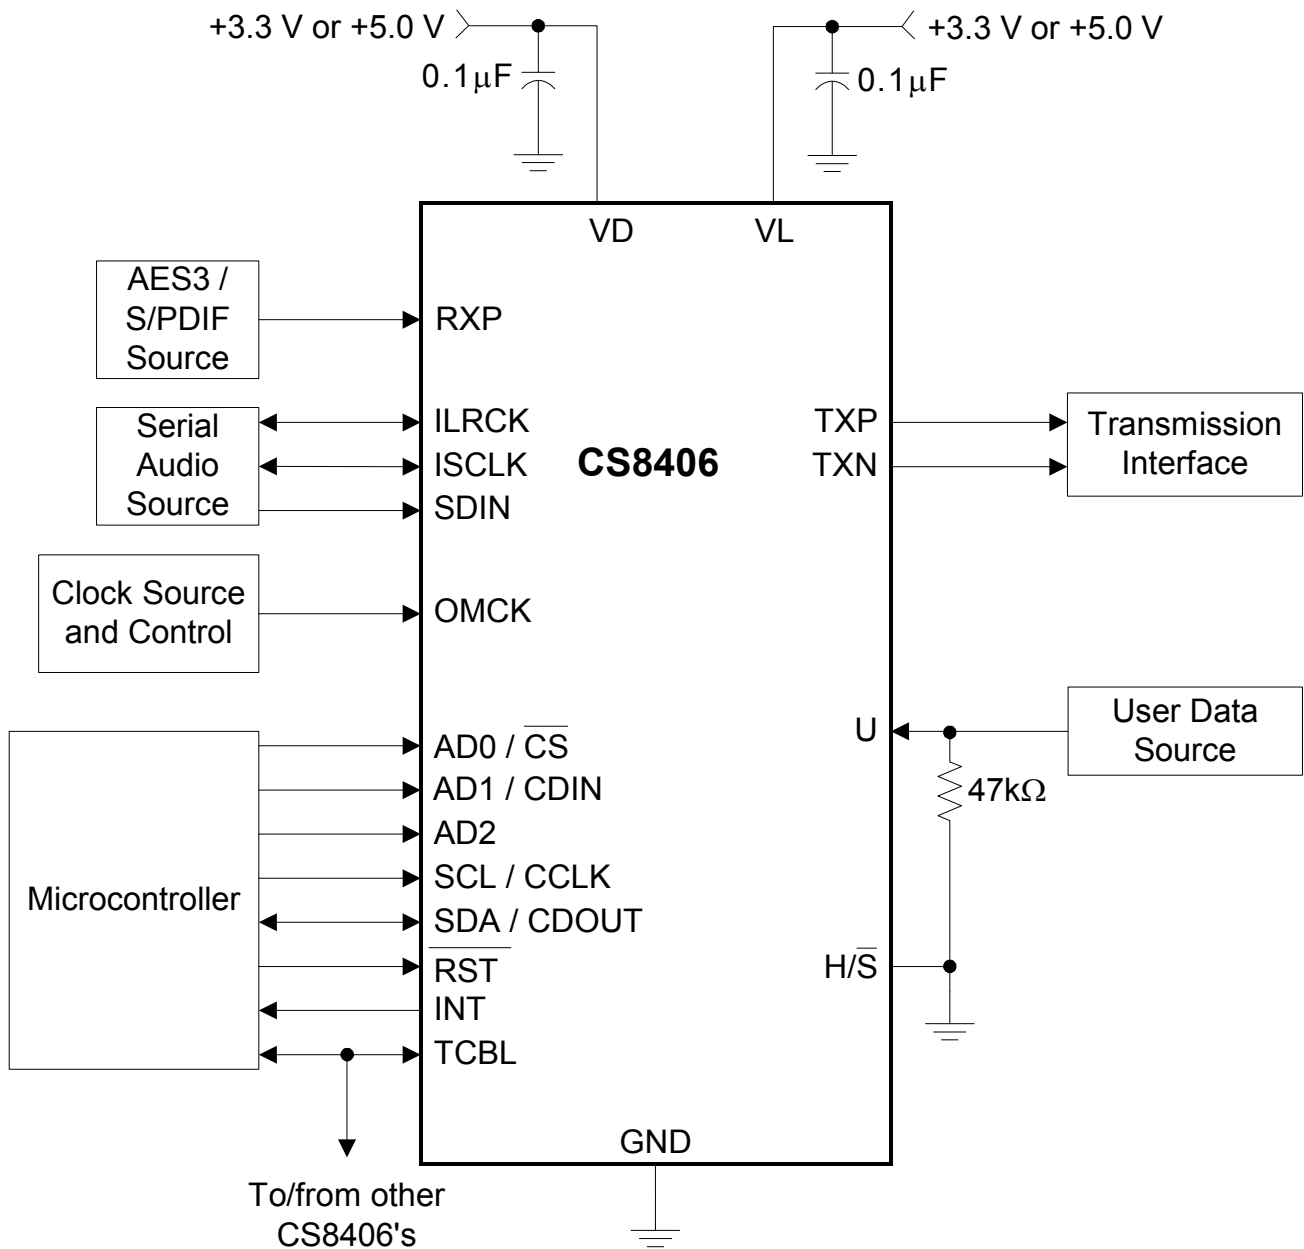 +3.3 V or +5.0 V
+3.3 V or +5.0 V
0.1μF
0.1μF
VD
VL
AES3 /
S/PDIF
Source
RXP
Serial
Audio
Source
ILRCK
ISCLK
SDIN
CS8406
TXP
TXN
Transmission
Interface
Clock Source
and Control
OMCK
User Data
Source
U
47kΩ
Microcontroller
AD0 / C̅S̅
AD1 / CDIN
AD2
SCL / CCLK
SDA / CDOUT
R̅S̅T̅
INT
TCBL
H/S̅
GND
To/from other
CS8406's